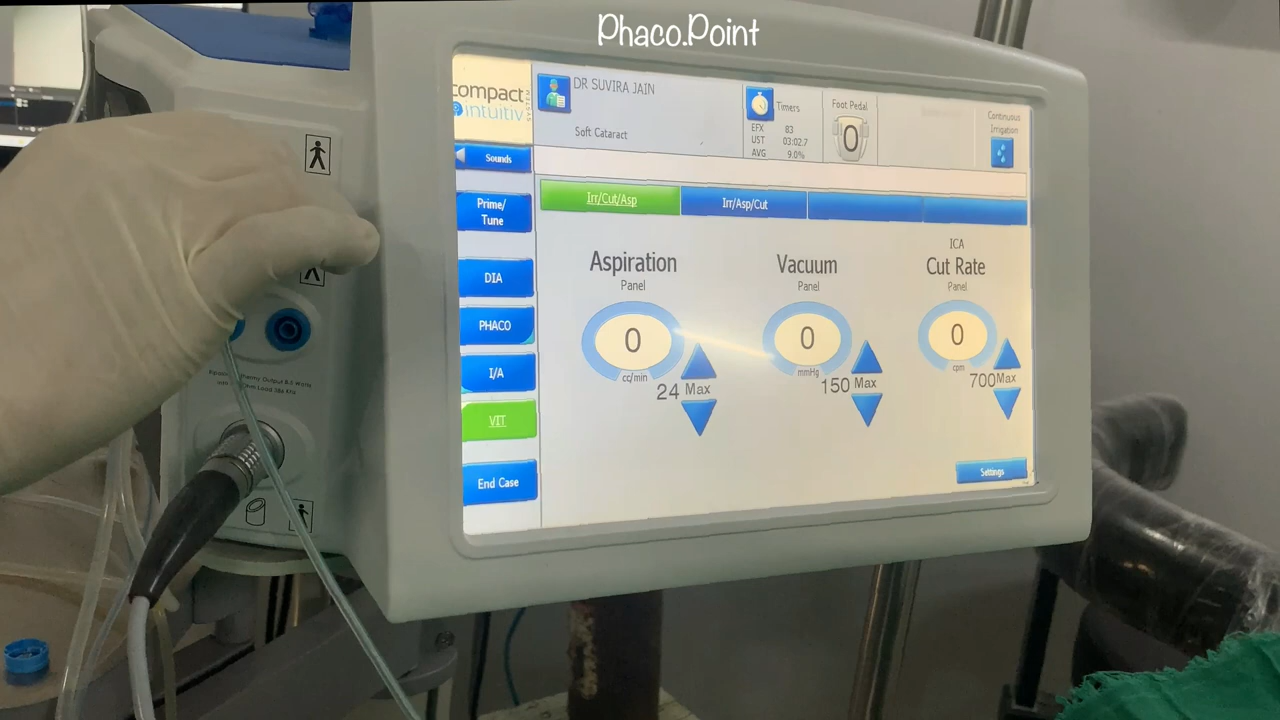 Phaco.Point
compact
intuitiv
SYSTEM
DR SUVIRA JAIN
Soft Cataract
Timers
EFX 83
UST 03:02.7
AVG 9.0%
Foot Pedal
0
Continuous
Irrigation
Sounds
Prime/
Tune
DIA
PHACO
I/A
VIT
End Case
Irr/Cut/Asp
Irr/Asp/Cut
Aspiration
Panel
0
cc/min
24 Max
Vacuum
Panel
0
mmHg
150 Max
ICA
Cut Rate
Panel
0
cpm
700Max
Settings